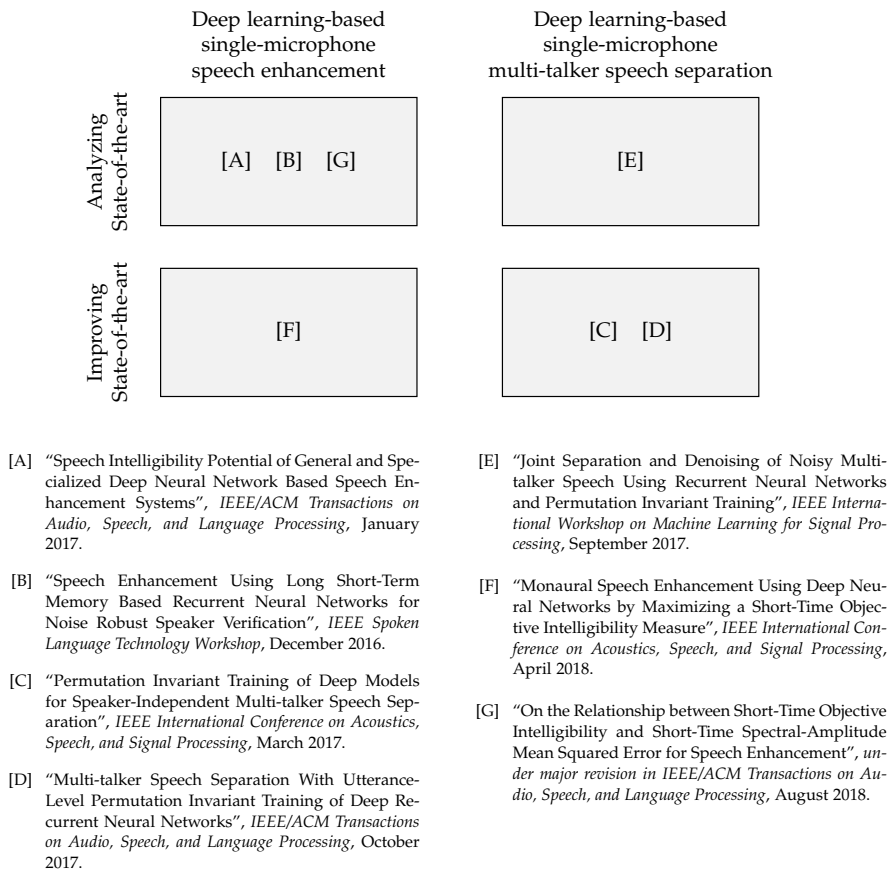 Deep learning-based
single-microphone
speech enhancement
Deep learning-based
single-microphone
multi-talker speech separation
Analyzing
State-of-the-art
[A] [B] [G]
[E]
Improving
State-of-the-art
[F]
[C] [D]
[A] “Speech Intelligibility Potential of General and Spe-
cialized Deep Neural Network Based Speech En-
hancement Systems”, IEEE/ACM Transactions on
Audio, Speech, and Language Processing, January
2017.
[B] “Speech Enhancement Using Long Short-Term
Memory Based Recurrent Neural Networks for
Noise Robust Speaker Verification”, IEEE Spoken
Language Technology Workshop, December 2016.
[C] “Permutation Invariant Training of Deep Models
for Speaker-Independent Multi-talker Speech Sep-
aration”, IEEE International Conference on Acoustics,
Speech, and Signal Processing, March 2017.
[D] “Multi-talker Speech Separation With Utterance-
Level Permutation Invariant Training of Deep Re-
current Neural Networks”, IEEE/ACM Transactions
on Audio, Speech, and Language Processing, October
2017.
[E] “Joint Separation and Denoising of Noisy Multi-
talker Speech Using Recurrent Neural Networks
and Permutation Invariant Training”, IEEE Interna-
tional Workshop on Machine Learning for Signal Pro-
cessing, September 2017.
[F] “Monaural Speech Enhancement Using Deep Neu-
ral Networks by Maximizing a Short-Time Objec-
tive Intelligibility Measure”, IEEE International Con-
ference on Acoustics, Speech, and Signal Processing,
April 2018.
[G] “On the Relationship between Short-Time Objective
Intelligibility and Short-Time Spectral-Amplitude
Mean Squared Error for Speech Enhancement”, un-
der major revision in IEEE/ACM Transactions on Au-
dio, Speech, and Language Processing, August 2018.